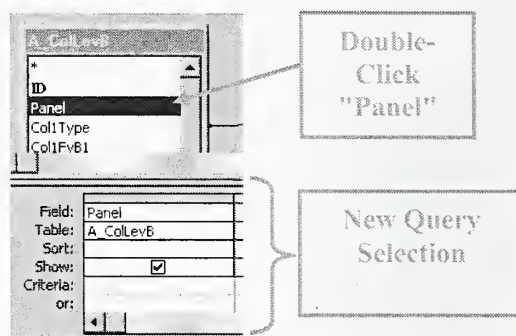 A_ColLevB
*
ID
Panel
Col1Type
Col1FvB1
Double-
Click
"Panel"
Field: Panel
Table: A_ColLevB
Sort:
Show:
Criteria:
or:
New Query
Selection